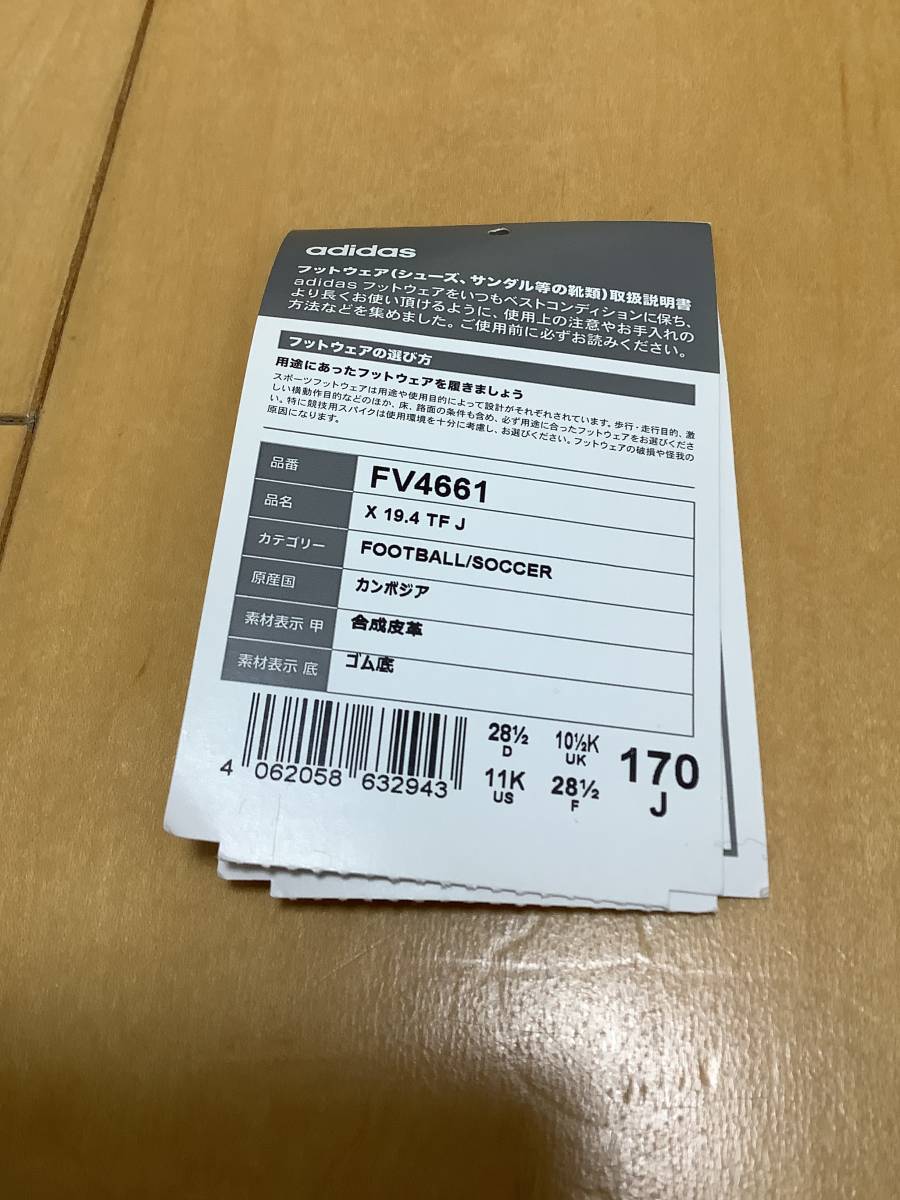 adidas
フットウェア(シューズ、サンダル等の靴類)取扱説明書
adidas フットウェアをいつもベストコンディションに保ち、
より長くお使い頂けるように、使用上の注意やお手入れの
方法などを集めました。ご使用前に必ずお読みください。
フットウェアの選び方
用途にあったフットウェアを履きましょう
スポーツフットウェアは用途や使用目的によって設計がそれぞれされています。歩行・走行目的、激
しい横動作目的などのほか、床、路面の条件も含め、必ず用途に合ったフットウェアをお選びくださ
い。特に競技用スパイクは使用環境を十分に考慮し、お選びください。フットウェアの破損や怪我の
原因になります。
品番 FV4661
品名 X 19.4 TF J
カテゴリー FOOTBALL/SOCCER
原産国 カンボジア
素材表示 甲 合成皮革
素材表示 底 ゴム底
4 062058 632943
28½ D 10½K UK
11K US 28½ F
170 J